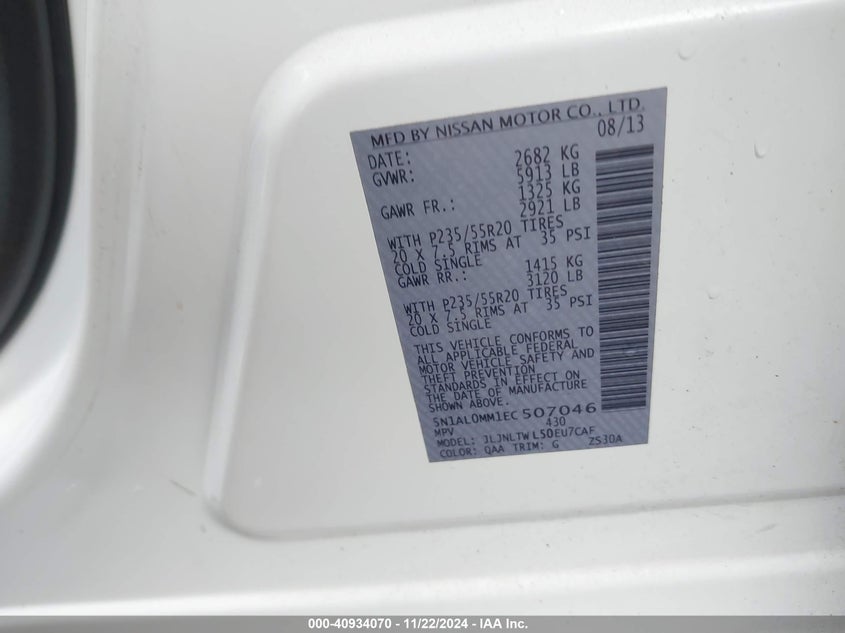 MFD BY NISSAN MOTOR CO., LTD.
DATE: 08/13
GVWR: 2682 KG
5913 LB
GAWR FR.: 1325 KG
2921 LB
WITH P235/55R20 TIRES
20 X 7.5 RIMS AT 35 PSI
COLD SINGLE
GAWR RR.: 1415 KG
3120 LB
WITH P235/55R20 TIRES
20 X 7.5 RIMS AT 35 PSI
COLD SINGLE
THIS VEHICLE CONFORMS TO
ALL APPLICABLE FEDERAL
MOTOR VEHICLE SAFETY AND
THEFT PREVENTION
STANDARDS IN EFFECT ON
THE DATE OF MANUFACTURE
SHOWN ABOVE.
5N1AL0MM1EC507046
MPV 430
MODEL: JLJNLTWL50EU7CAF
COLOR: QAA TRIM: G ZS30A
000-40934070 - 11/22/2024 - IAA Inc.